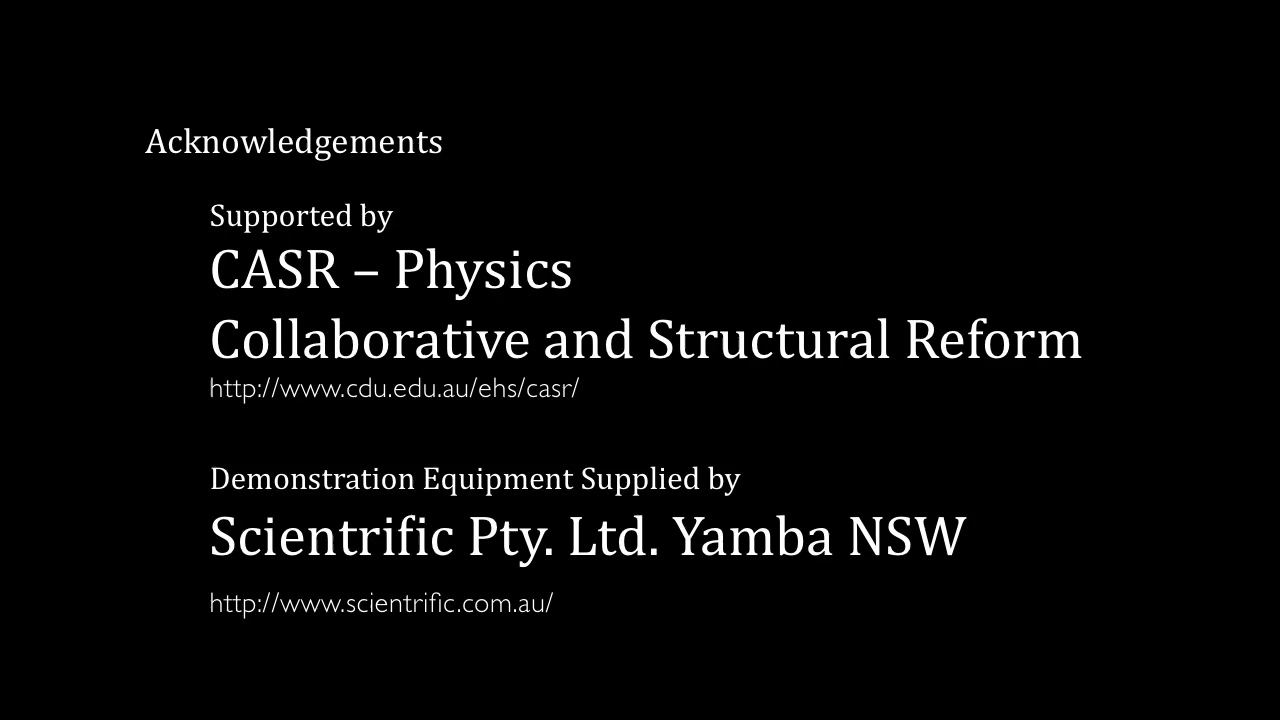 Acknowledgements
Supported by
CASR – Physics
Collaborative and Structural Reform
http://www.cdu.edu.au/ehs/casr/
Demonstration Equipment Supplied by
Scientrific Pty. Ltd. Yamba NSW
http://www.scientrific.com.au/